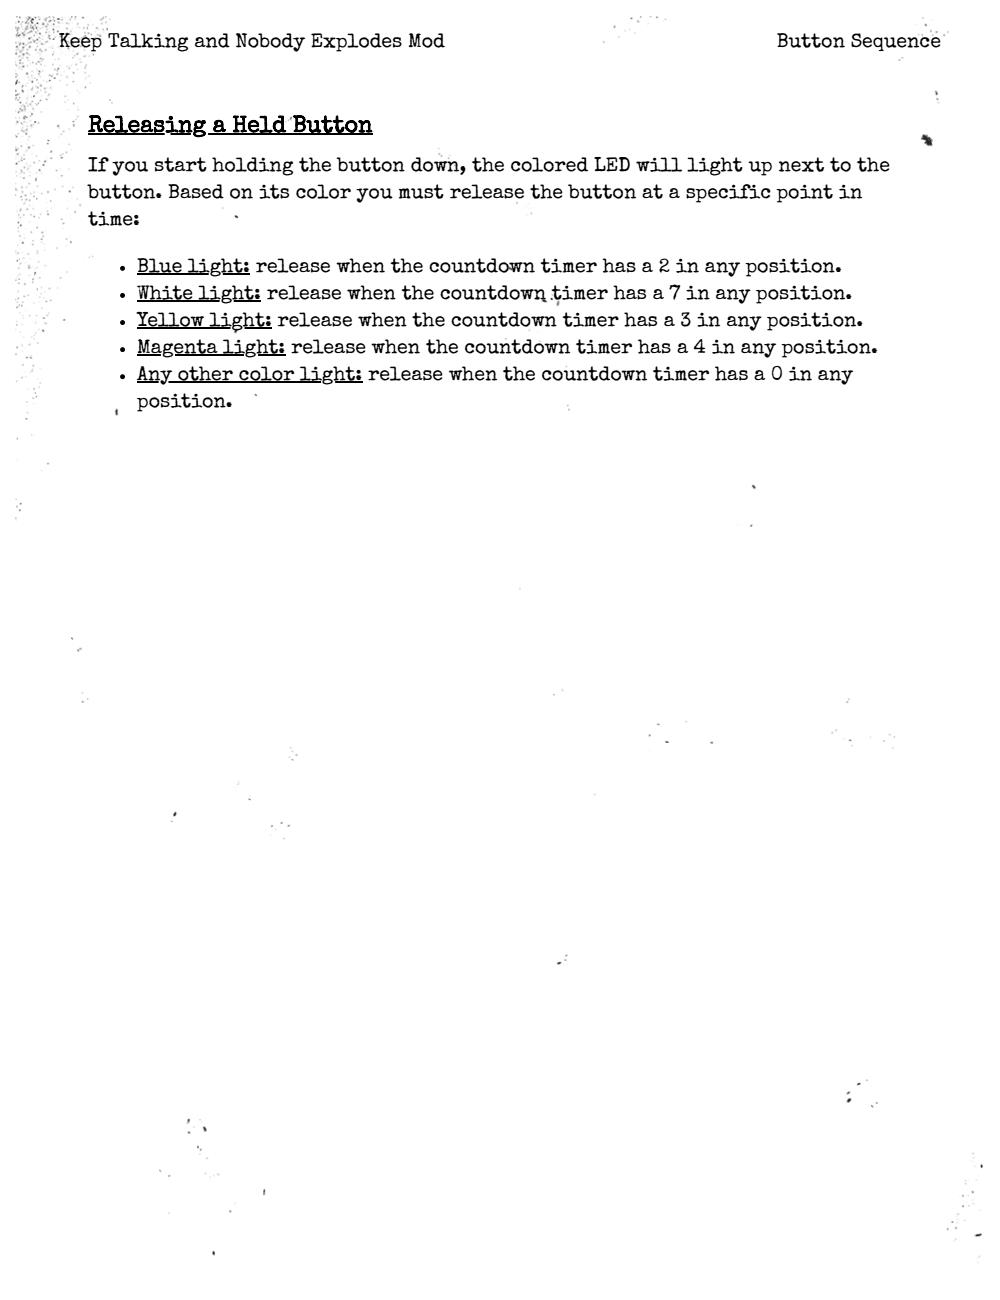 Keep Talking and Nobody Explodes Mod
Button Sequence
Releasing a Held Button
If you start holding the button down, the colored LED will light up next to the
button. Based on its color you must release the button at a specific point in
time:
• Blue light: release when the countdown timer has a 2 in any position.
• White light: release when the countdown timer has a 7 in any position.
• Yellow light: release when the countdown timer has a 3 in any position.
• Magenta light: release when the countdown timer has a 4 in any position.
• Any other color light: release when the countdown timer has a 0 in any
position.